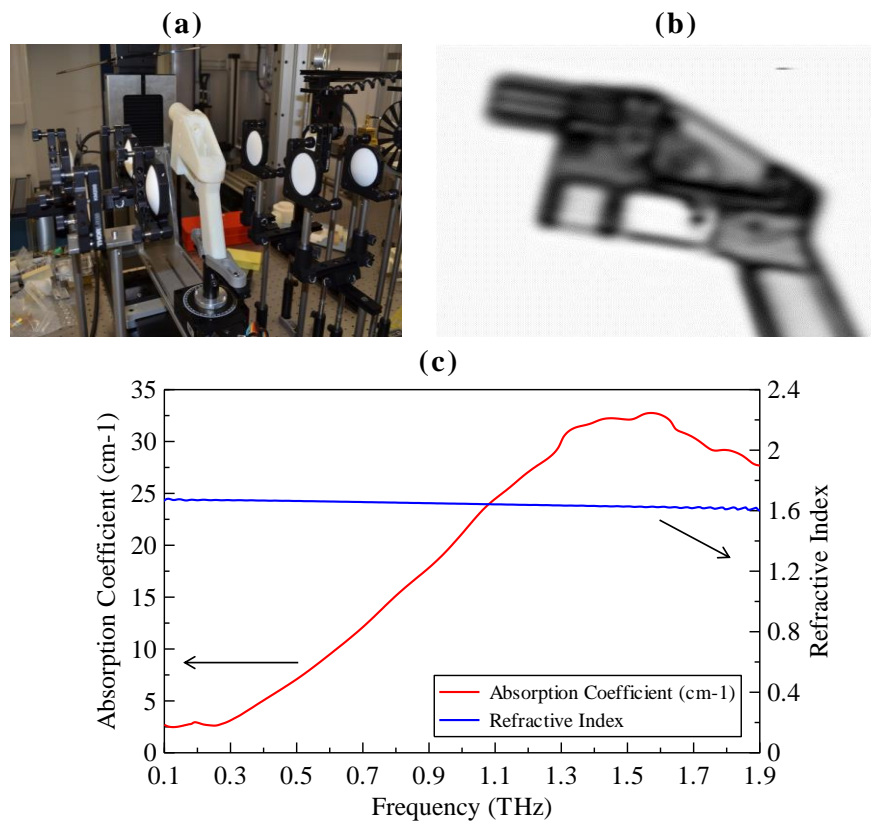 (a)
(b)
(c)
35
30
25
20
15
10
5
0
Absorption Coefficient (cm-1)
2.4
2
1.6
1.2
0.8
0.4
0
Refractive Index
Absorption Coefficient (cm-1)
Refractive Index
0.1 0.3 0.5 0.7 0.9 1.1 1.3 1.5 1.7 1.9
Frequency (THz)